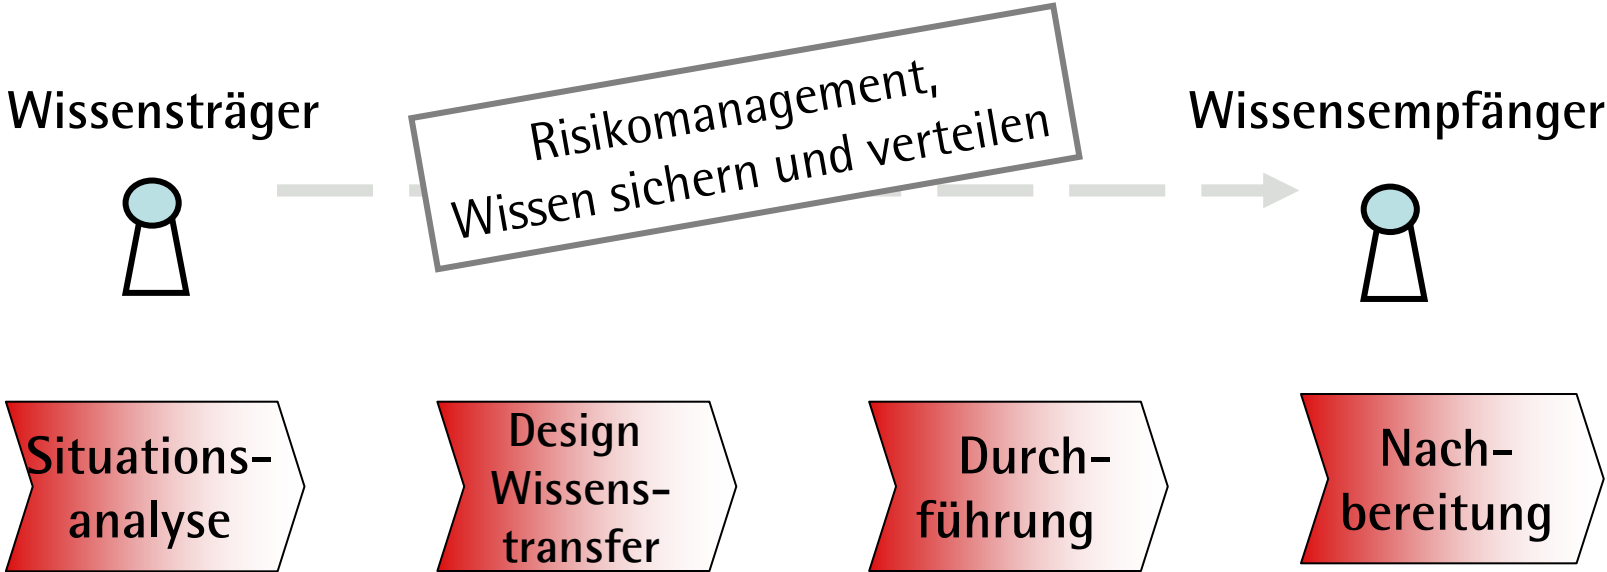 Wissensträger
Risikomanagement,
Wissen sichern und verteilen
Wissensempfänger
Situations-
analyse
Design
Wissens-
transfer
Durch-
führung
Nach-
bereitung